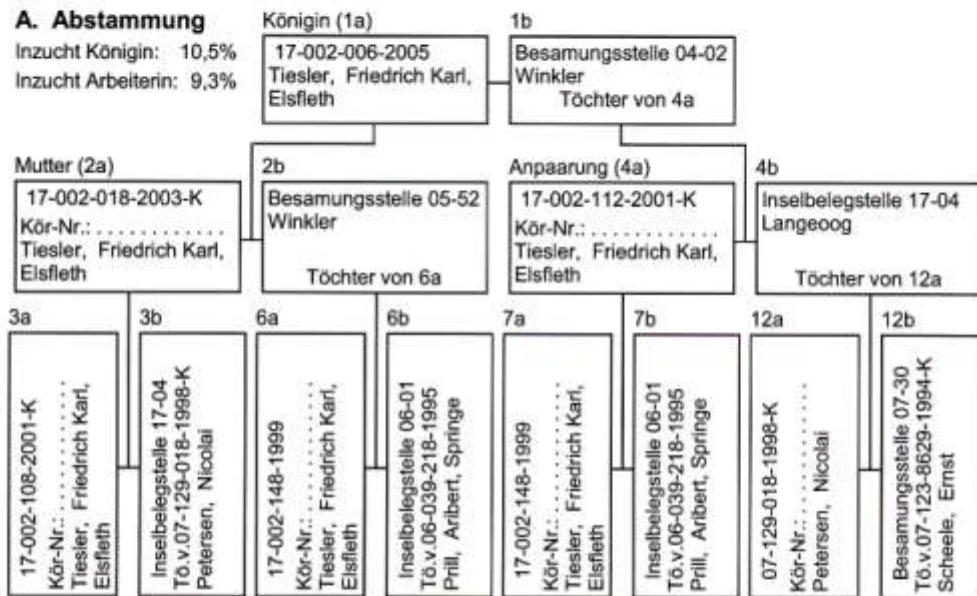 A. Abstammung
Inzucht Königin: 10,5%
Inzucht Arbeiterin: 9,3%
Königin (1a)
17-002-006-2005
Tiesler, Friedrich Karl,
Elsfleth
1b
Besamungsstelle 04-02
Winkler
Töchter von 4a
Mutter (2a)
17-002-018-2003-K
Kör-Nr.: . . . . . . . . . . . .
Tiesler, Friedrich Karl,
Elsfleth
2b
Besamungsstelle 05-52
Winkler
Töchter von 6a
Anpaarung (4a)
17-002-112-2001-K
Kör-Nr.: . . . . . . . . . . . .
Tiesler, Friedrich Karl,
Elsfleth
4b
Inselbelegstelle 17-04
Langeoog
Töchter von 12a
3a
17-002-108-2001-K
Kör-Nr.: . . . . . . . . . . . .
Tiesler, Friedrich Karl,
Elsfleth
3b
Inselbelegstelle 17-04
Tö.v.07-129-018-1998-K
Petersen, Nicolai
6a
17-002-148-1999
Kör-Nr.: . . . . . . . . . . . .
Tiesler, Friedrich Karl,
Elsfleth
6b
Inselbelegstelle 06-01
Tö.v.06-039-218-1995
Prill, Aribert, Springe
7a
17-002-148-1999
Kör-Nr.: . . . . . . . . . . . .
Tiesler, Friedrich Karl,
Elsfleth
7b
Inselbelegstelle 06-01
Tö.v.06-039-218-1995
Prill, Aribert, Springe
12a
07-129-018-1998-K
Kör-Nr.: . . . . . . . . . . . .
Petersen, Nicolai
12b
Besamungsstelle 07-30
Tö.v.07-123-8629-1994-K
Scheele, Ernst